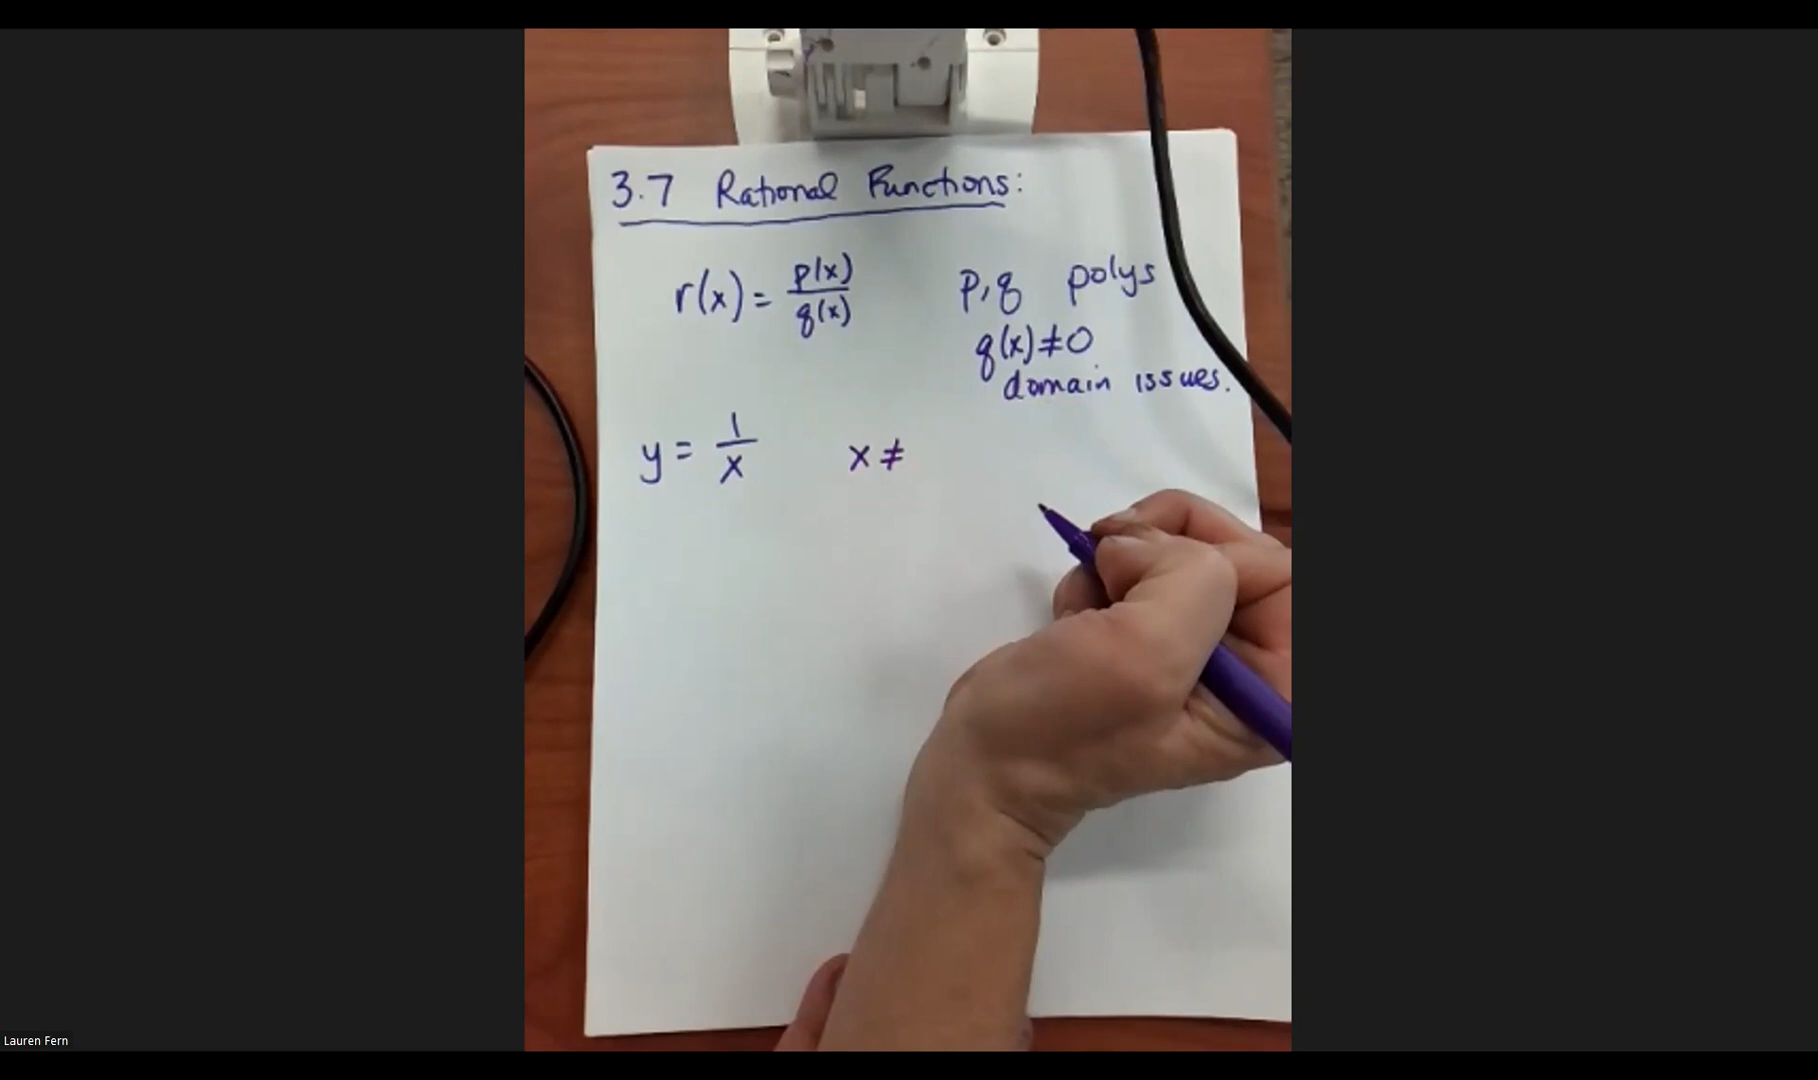 3.7 Rational Functions:
r(x) = p(x)/q(x) p,q polys
q(x) ≠ 0
domain issues.
y = 1/x x ≠
Lauren Fern